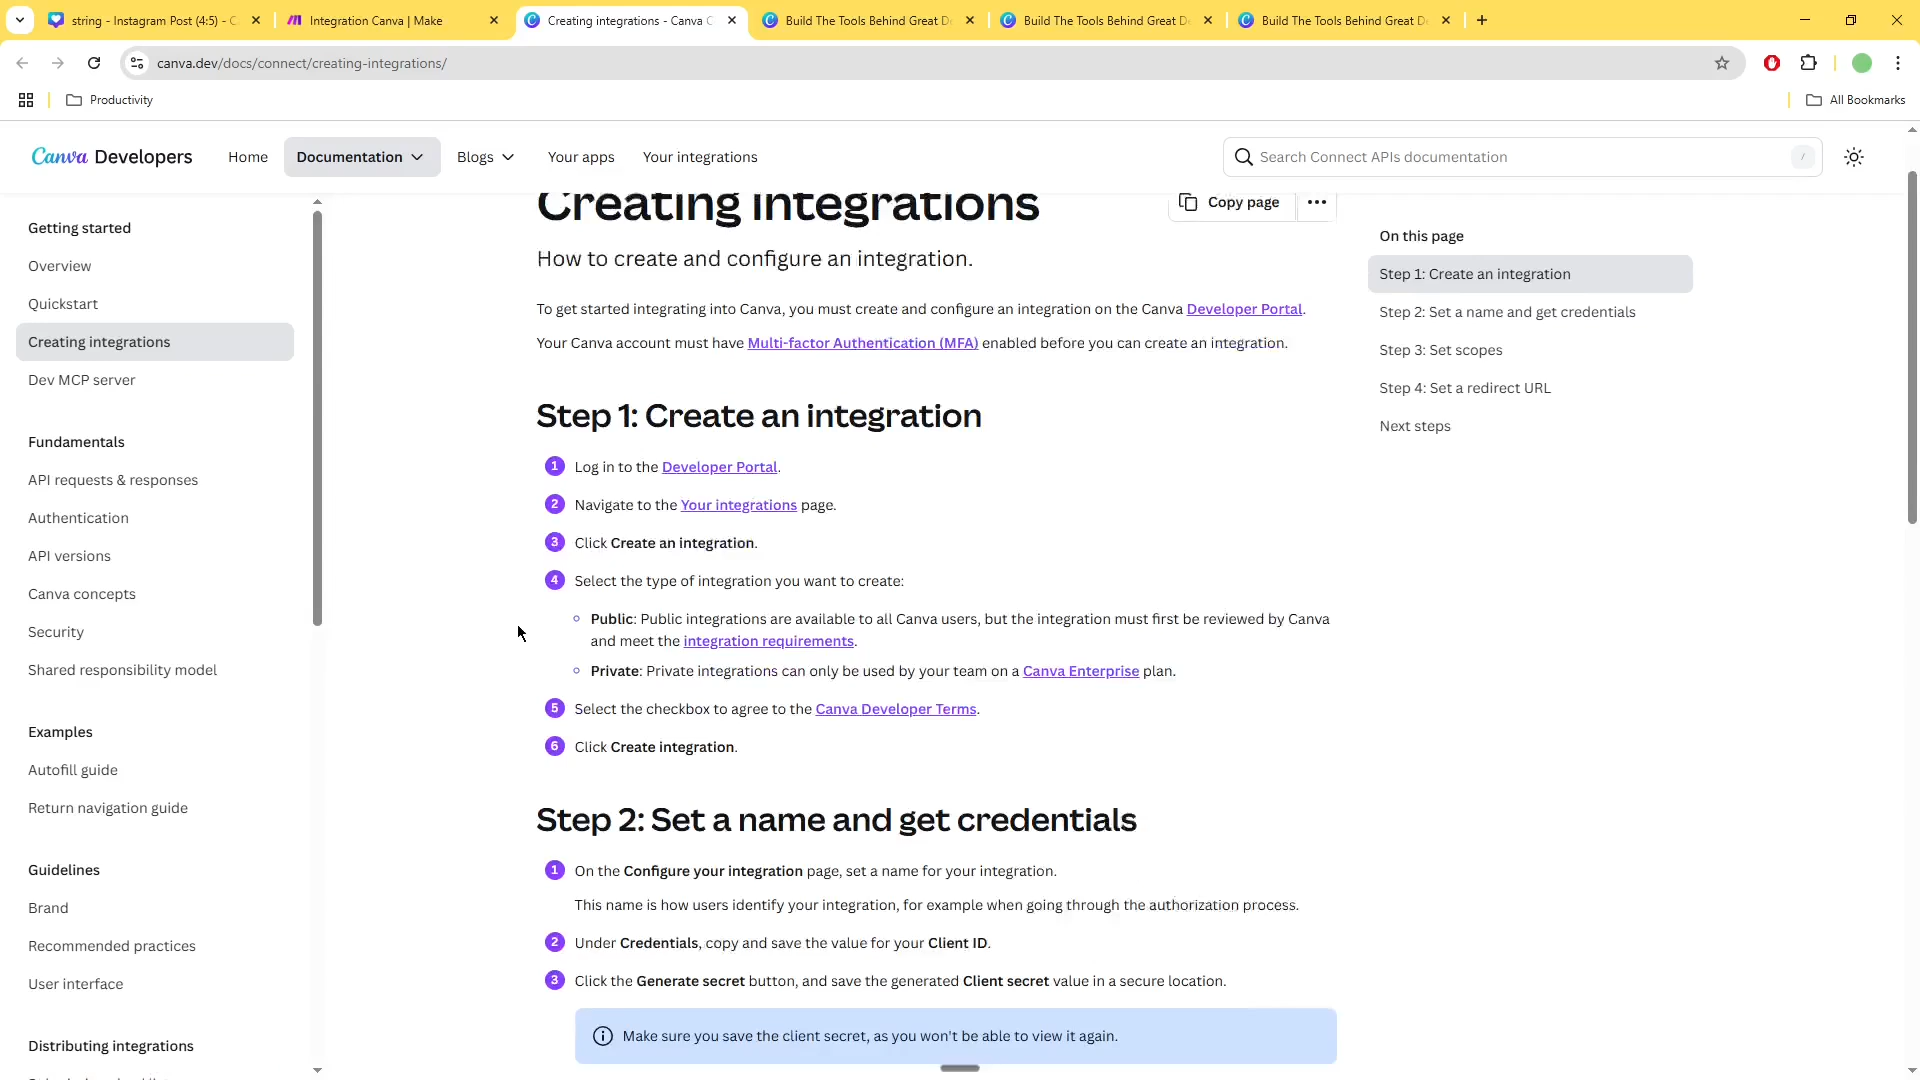 string - Instagram Post (4:5) - C
Integration Canva | Make
Creating integrations - Canva C
Build The Tools Behind Great De
Build The Tools Behind Great De
Build The Tools Behind Great De
canva.dev/docs/connect/creating-integrations/
Productivity
All Bookmarks
Canva Developers
Home
Documentation
Blogs
Your apps
Your integrations
Search Connect APIs documentation
/
Getting started
Overview
Quickstart
Creating integrations
Dev MCP server
Fundamentals
API requests & responses
Authentication
API versions
Canva concepts
Security
Shared responsibility model
Examples
Autofill guide
Return navigation guide
Guidelines
Brand
Recommended practices
User interface
Distributing integrations
Creating integrations
Copy page
How to create and configure an integration.
To get started integrating into Canva, you must create and configure an integration on the Canva Developer Portal.
Your Canva account must have Multi-factor Authentication (MFA) enabled before you can create an integration.
Step 1: Create an integration
1 Log in to the Developer Portal.
2 Navigate to the Your integrations page.
3 Click Create an integration.
4 Select the type of integration you want to create:
Public: Public integrations are available to all Canva users, but the integration must first be reviewed by Canva
and meet the integration requirements.
Private: Private integrations can only be used by your team on a Canva Enterprise plan.
5 Select the checkbox to agree to the Canva Developer Terms.
6 Click Create integration.
Step 2: Set a name and get credentials
1 On the Configure your integration page, set a name for your integration.
This name is how users identify your integration, for example when going through the authorization process.
2 Under Credentials, copy and save the value for your Client ID.
3 Click the Generate secret button, and save the generated Client secret value in a secure location.
Make sure you save the client secret, as you won't be able to view it again.
On this page
Step 1: Create an integration
Step 2: Set a name and get credentials
Step 3: Set scopes
Step 4: Set a redirect URL
Next steps